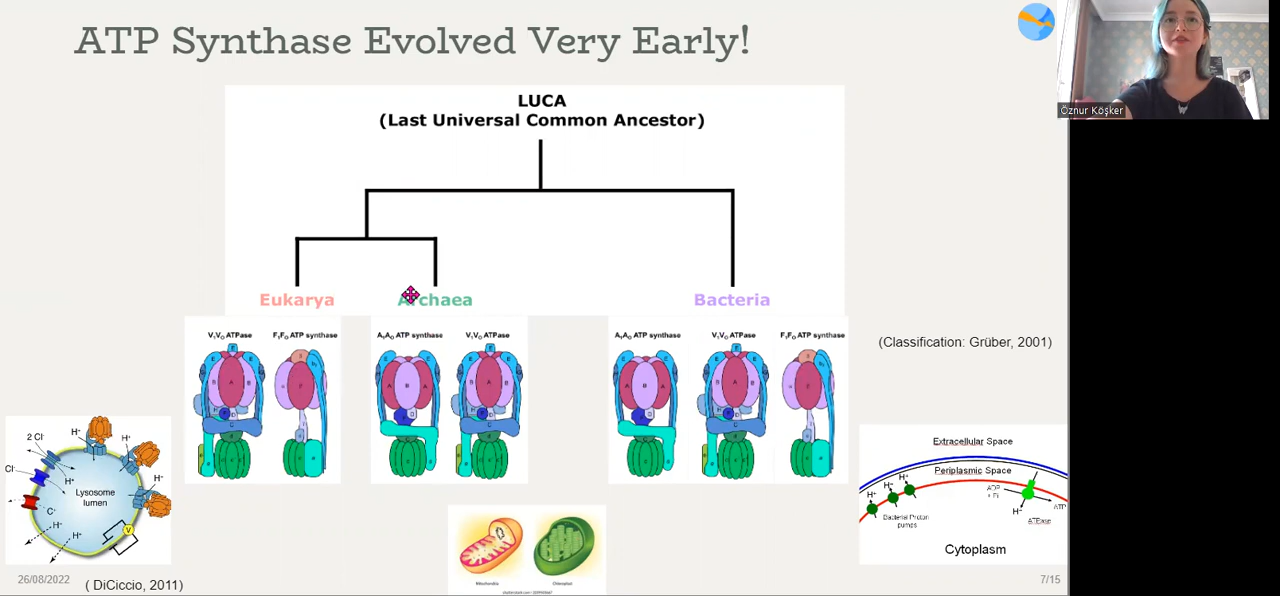 ATP Synthase Evolved Very Early!
Öznur Köşker
LUCA
(Last Universal Common Ancestor)
Eukarya
Archaea
Bacteria
V₁V₀ ATPase
F₁F₀ ATP synthase
A₁A₀ ATP synthase
V₁V₀ ATPase
A₁A₀ ATP synthase
V₁V₀ ATPase
F₁F₀ ATP synthase
(Classification: Grüber, 2001)
2 Cl⁻
H⁺
H⁺
Cl⁻
H⁺
H⁺
Lysosome
lumen
C⁺
H⁺
H⁺
V
( DiCiccio, 2011)
Mitochondria
Chloroplast
Extracellular Space
Periplasmic Space
H⁺
H⁺
H⁺
ADP
+ Pi
ATP
H⁺
Bacterial Proton
pumps
ATPase
Cytoplasm
26/08/2022
7/15